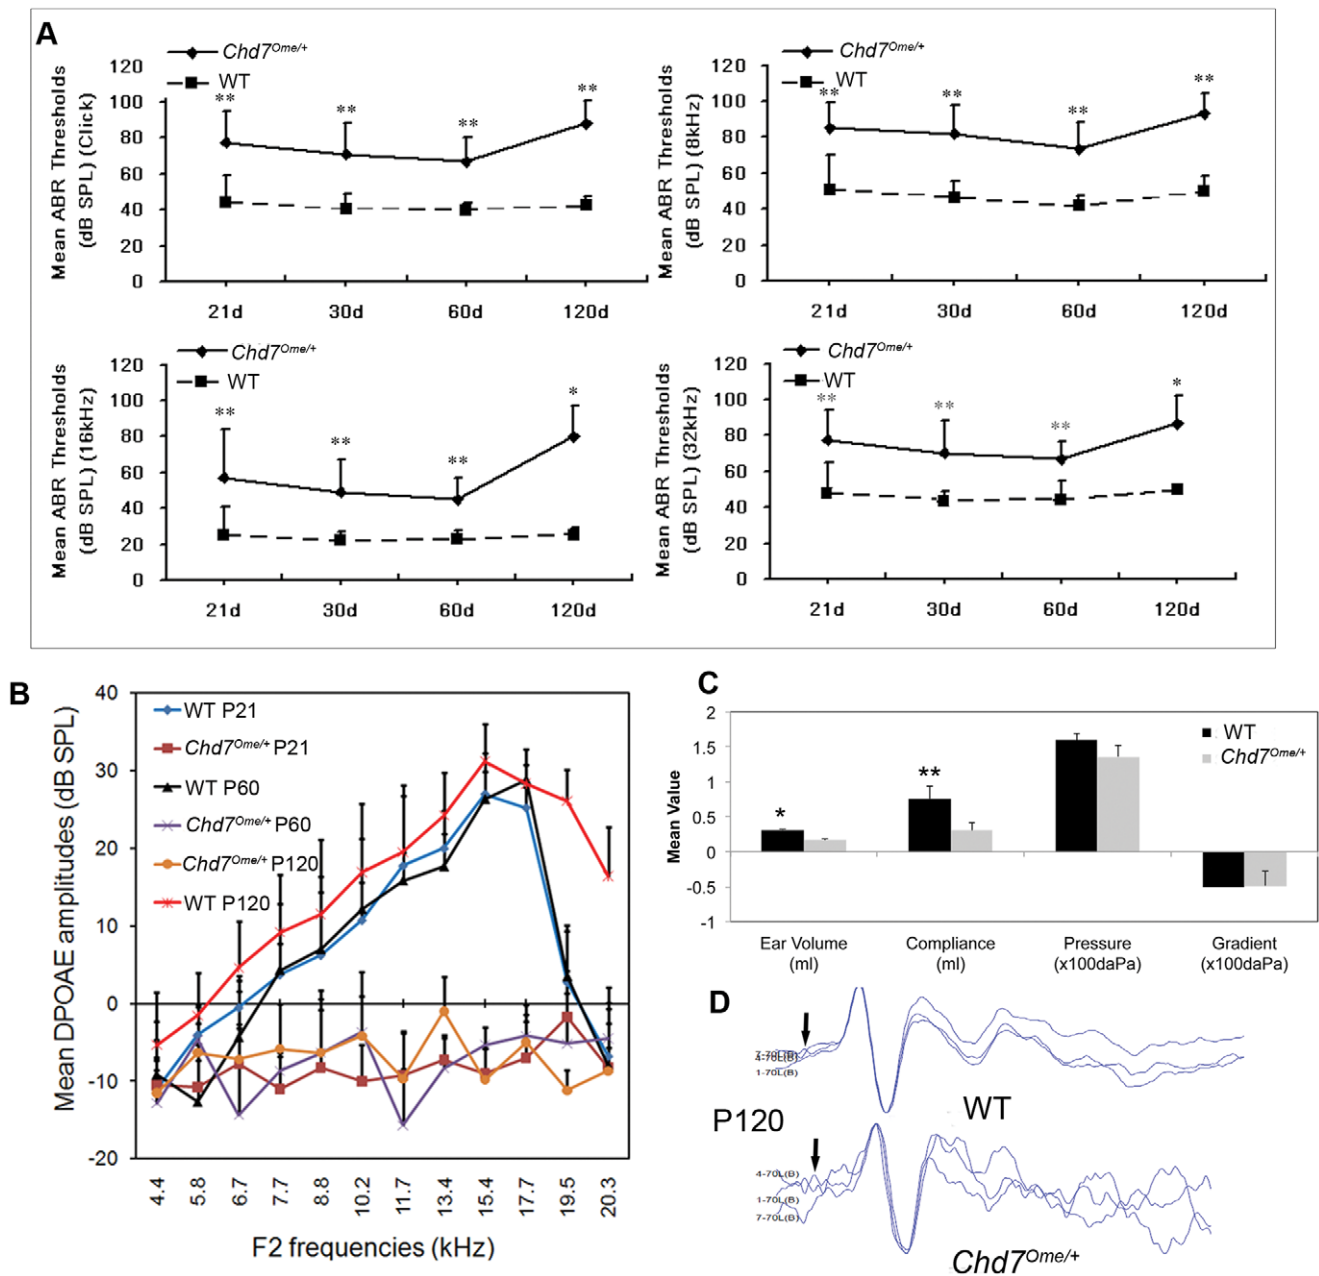 A
Chd7Ome/+
WT
Mean ABR Thresholds
(dB SPL) (Click)
120
100
80
60
40
20
0
**
**
**
**
21d
30d
60d
120d
Chd7Ome/+
WT
Mean ABR Thresholds
(dB SPL) (8kHz)
120
100
80
60
40
20
0
**
**
**
**
21d
30d
60d
120d
Chd7Ome/+
WT
Mean ABR Thresholds
(dB SPL) (16kHz)
120
100
80
60
40
20
0
**
**
**
*
21d
30d
60d
120d
Chd7Ome/+
WT
Mean ABR Thresholds
(dB SPL) (32kHz)
120
100
80
60
40
20
0
**
**
**
*
21d
30d
60d
120d
B
Mean DPOAE amplitudes (dB SPL)
40
30
20
10
0
-10
-20
WT P21
Chd7Ome/+ P21
WT P60
Chd7Ome/+ P60
Chd7Ome/+ P120
WT P120
4.4
5.8
6.7
7.7
8.8
10.2
11.7
13.4
15.4
17.7
19.5
20.3
F2 frequencies (kHz)
C
Mean Value
2
1.5
1
0.5
0
-0.5
-1
WT
Chd7Ome/+
*
**
Ear Volume
(ml)
Compliance
(ml)
Pressure
(x100daPa)
Gradient
(x100daPa)
D
1-70L(B)
WT
P120
4-70L(B)
1-70L(B)
7-70L(B)
Chd7Ome/+